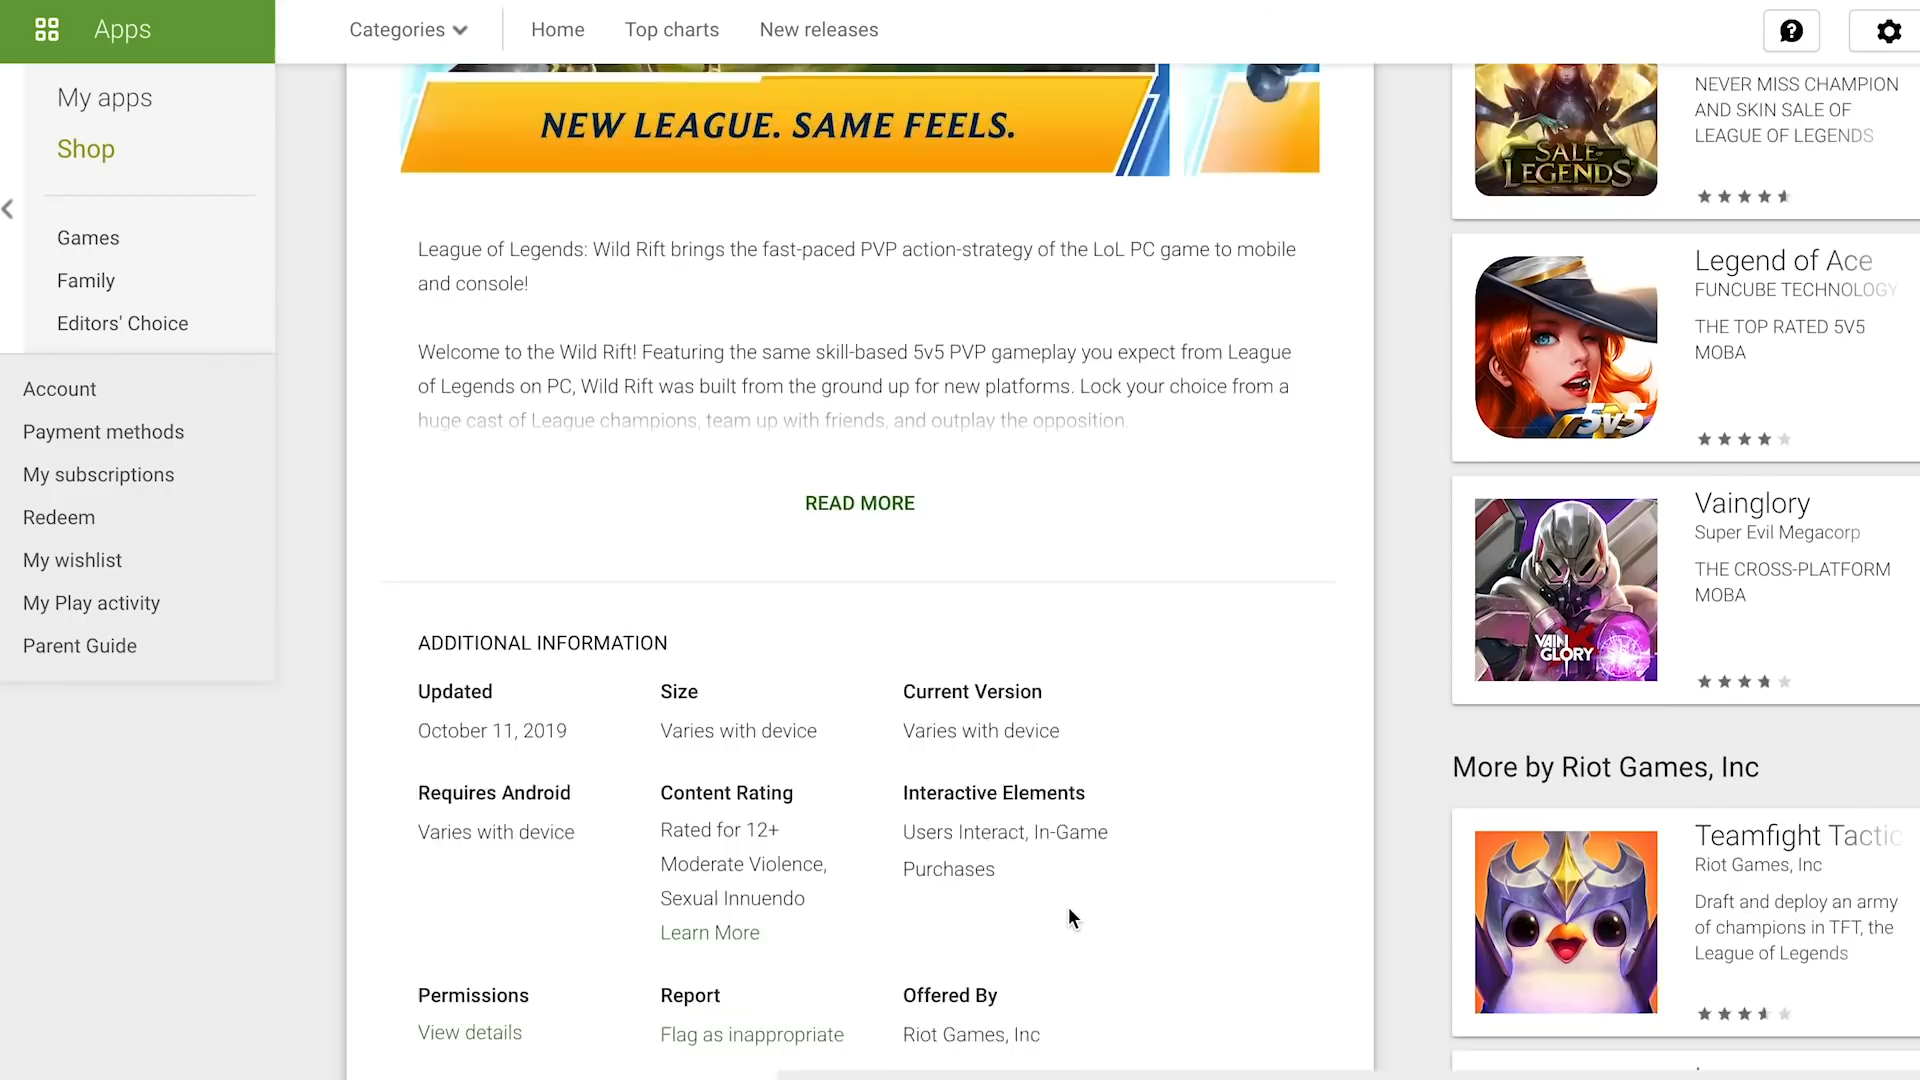 Apps
Categories
Home
Top charts
New releases
My apps
Shop
Games
Family
Editors' Choice
Account
Payment methods
My subscriptions
Redeem
My wishlist
My Play activity
Parent Guide
NEW LEAGUE. SAME FEELS.
League of Legends: Wild Rift brings the fast-paced PVP action-strategy of the LoL PC game to mobile
and console!
Welcome to the Wild Rift! Featuring the same skill-based 5v5 PVP gameplay you expect from League
of Legends on PC, Wild Rift was built from the ground up for new platforms. Lock your choice from a
huge cast of League champions, team up with friends, and outplay the opposition.
READ MORE
ADDITIONAL INFORMATION
Updated
October 11, 2019
Size
Varies with device
Current Version
Varies with device
Requires Android
Varies with device
Content Rating
Rated for 12+
Moderate Violence,
Sexual Innuendo
Learn More
Interactive Elements
Users Interact, In-Game
Purchases
Permissions
View details
Report
Flag as inappropriate
Offered By
Riot Games, Inc
SALE
LEGENDS
NEVER MISS CHAMPION
AND SKIN SALE OF
LEAGUE OF LEGENDS
5v5
Legend of Ace
FUNCUBE TECHNOLOGY
THE TOP RATED 5V5
MOBA
VAIN
GLORY
Vainglory
Super Evil Megacorp
THE CROSS-PLATFORM
MOBA
More by Riot Games, Inc
Teamfight Tactic
Riot Games, Inc
Draft and deploy an army
of champions in TFT, the
League of Legends